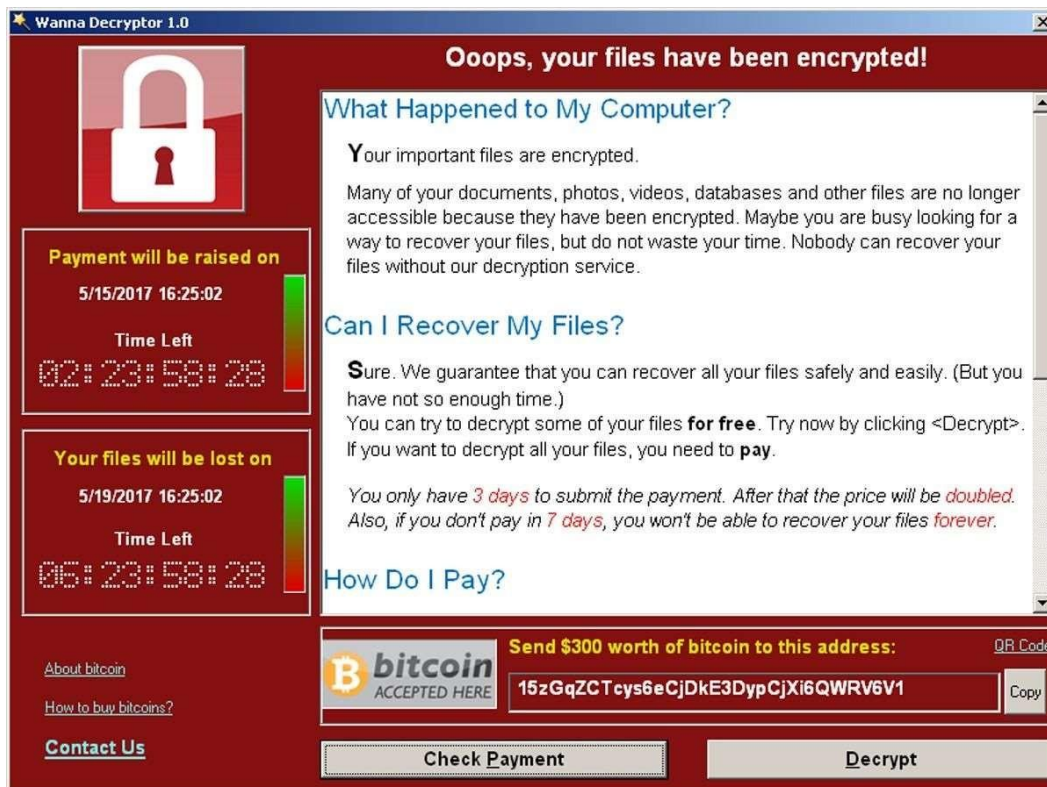 Wanna Decryptor 1.0
Ooops, your files have been encrypted!
Payment will be raised on
5/15/2017 16:25:02
Time Left
02:23:58:28
Your files will be lost on
5/19/2017 16:25:02
Time Left
06:23:58:28
About bitcoin
How to buy bitcoins?
Contact Us
What Happened to My Computer?
Your important files are encrypted.
Many of your documents, photos, videos, databases and other files are no longer
accessible because they have been encrypted. Maybe you are busy looking for a
way to recover your files, but do not waste your time. Nobody can recover your
files without our decryption service.
Can I Recover My Files?
Sure. We guarantee that you can recover all your files safely and easily. (But you
have not so enough time.)
You can try to decrypt some of your files for free. Try now by clicking <Decrypt>.
If you want to decrypt all your files, you need to pay.
You only have 3 days to submit the payment. After that the price will be doubled.
Also, if you don't pay in 7 days, you won't be able to recover your files forever.
How Do I Pay?
bitcoin
ACCEPTED HERE
Send $300 worth of bitcoin to this address:
QR Code
15zGqZCTcys6eCjDkE3DypCjXi6QWRV6V1
Copy
Check Payment
Decrypt